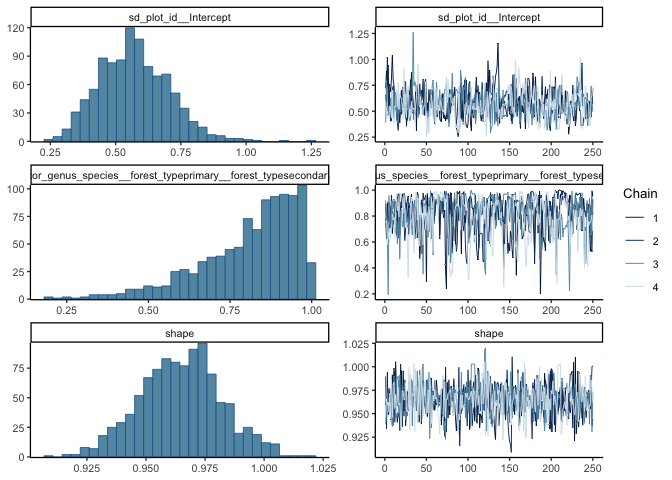 sd_plot_id__Intercept
120
90
60
30
0
0.25 0.50 0.75 1.00 1.25
sd_plot_id__Intercept
1.25
1.00
0.75
0.50
0.25
0 50 100 150 200 250
or_genus_species__forest_typeprimary__forest_typesecondar
100
75
50
25
0
0.25 0.50 0.75 1.00
us_species__forest_typeprimary__forest_typese
1.0
0.8
0.6
0.4
0.2
0 50 100 150 200 250
shape
75
50
25
0
0.925 0.950 0.975 1.000 1.025
shape
1.025
1.000
0.975
0.950
0.925
0 50 100 150 200 250
Chain
1
2
3
4